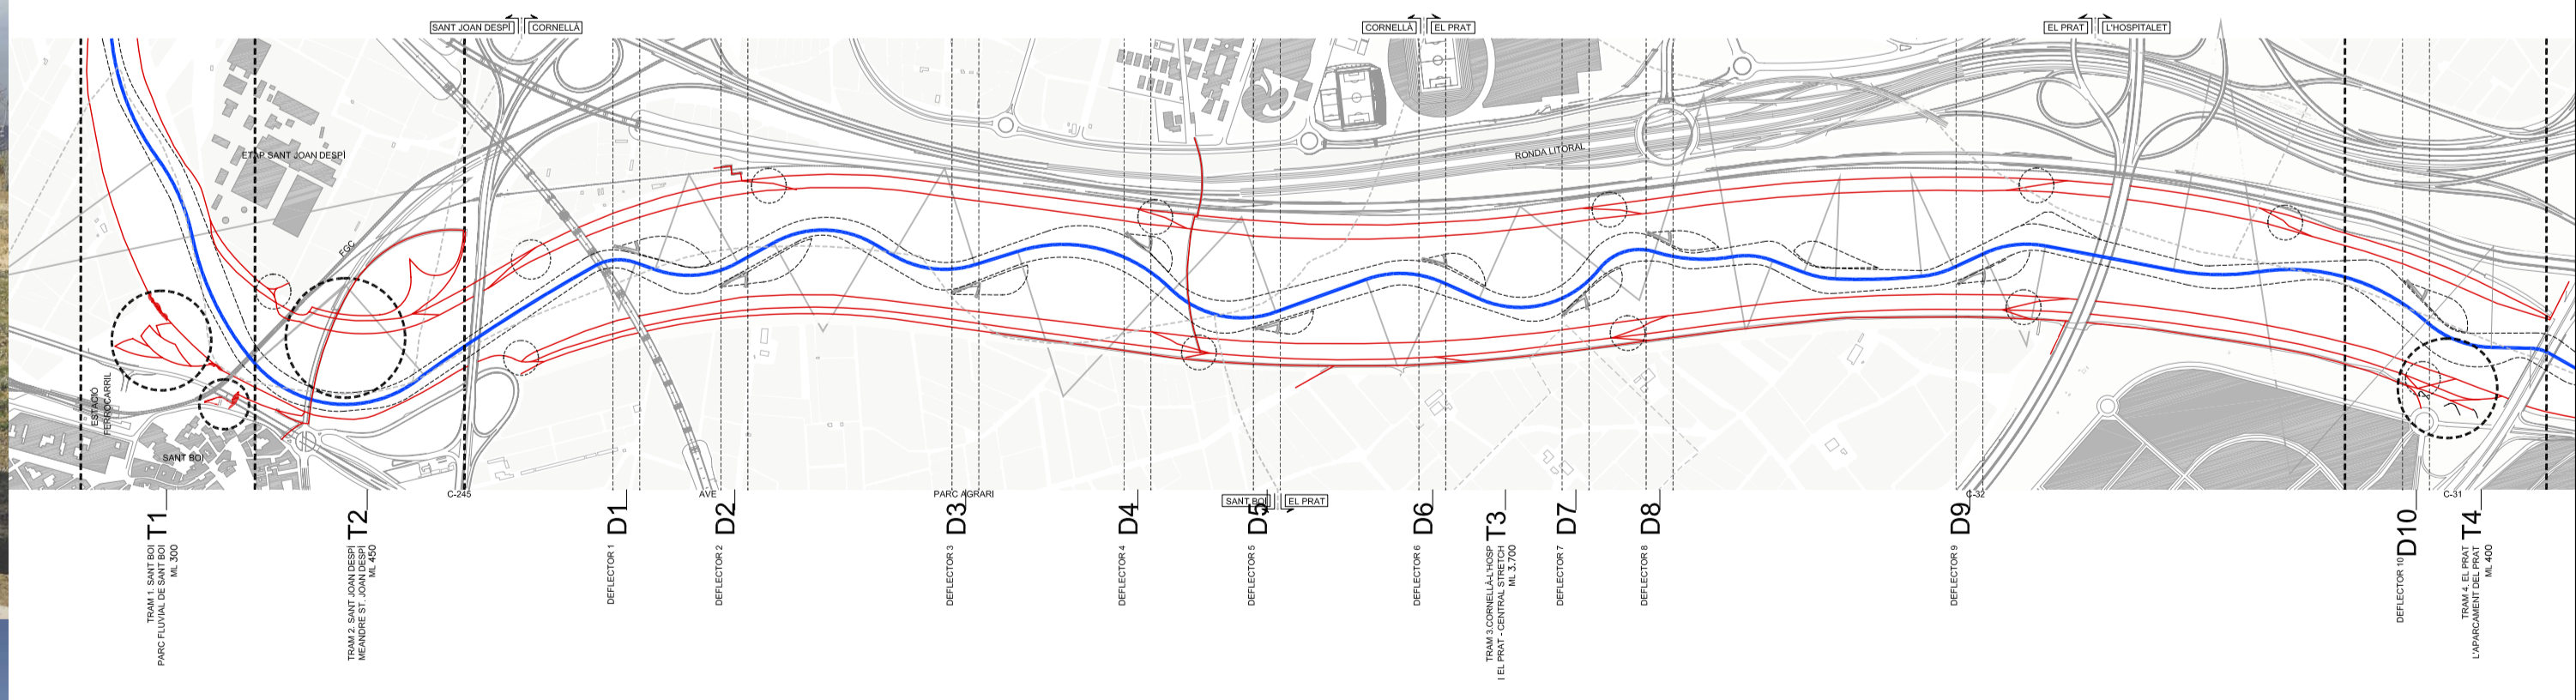 SANT JOAN DESPÍ
CORNELLÀ
CORNELLÀ
EL PRAT
EL PRAT
L'HOSPITALET
ETAP SANT JOAN DESPÌ
RONDA LITORAL
FGC
ESTACIÓ
FERROCARRIL
SANT BOI
C-245
AVE
PARC AGRARI
SANT BOI
EL PRAT
C-32
C-31
T1
TRAM 1. SANT BOI
PARC FLUVIAL DE SANT BOI
ML 300
T2
TRAM 2. SANT JOAN DESPÌ
MEANDRE ST. JOAN DESPÌ
ML 450
D1
DEFLECTOR 1
D2
DEFLECTOR 2
D3
DEFLECTOR 3
D4
DEFLECTOR 4
D5
DEFLECTOR 5
D6
DEFLECTOR 6
T3
TRAM 3.CORNELLÀ-L'HOSP
I EL PRAT - CENTRAL STRETCH
ML 3.700
D7
DEFLECTOR 7
D8
DEFLECTOR 8
D9
DEFLECTOR 9
D10
DEFLECTOR 10
T4
TRAM 4. EL PRAT
L'APARCAMENT DEL PRAT
ML 400